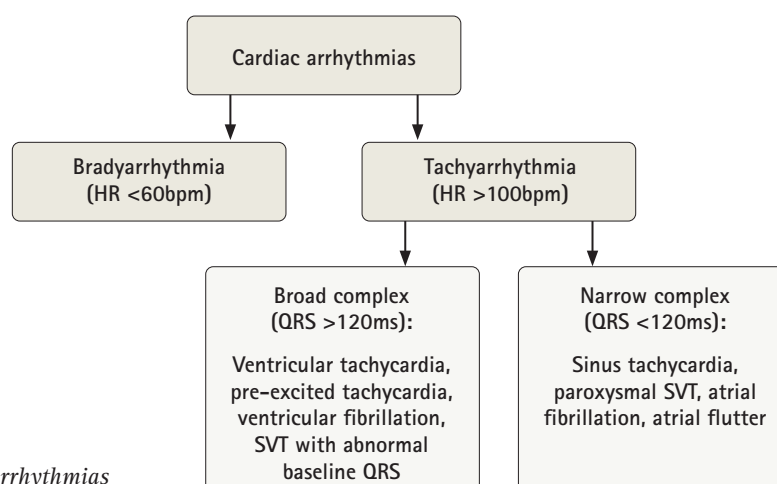 Cardiac arrhythmias
Bradyarrhythmia
(HR <60bpm)
Tachyarrhythmia
(HR >100bpm)
Broad complex
(QRS >120ms):
Ventricular tachycardia,
pre-excited tachycardia,
ventricular fibrillation,
SVT with abnormal
baseline QRS
Narrow complex
(QRS <120ms):
Sinus tachycardia,
paroxysmal SVT, atrial
fibrillation, atrial flutter
rrhythmias